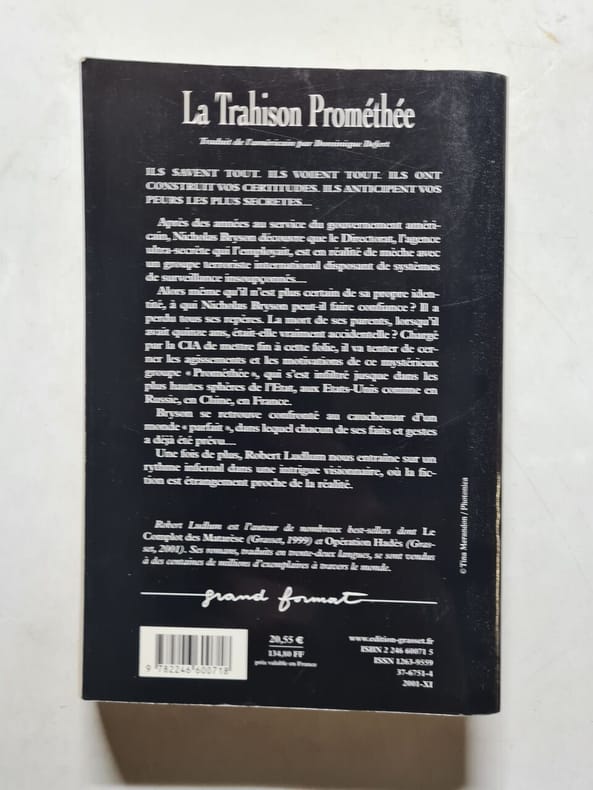 La Trahison Prométhée
Traduit de l'américain par Dominique Defert
ILS SAVENT TOUT. ILS VOIENT TOUT. ILS ONT
CONSTRUIT VOS CERTITUDES. ILS ANTICIPENT VOS
PEURS LES PLUS SECRETES...
Après des années au service du gouvernement améri-
cain, Nicholas Bryson découvre que le Directorat, l'agence
ultra-secrète qui l'employait, est en réalité de mèche avec
un groupe terroriste international disposant de systèmes
de surveillance insoupçonnés...
Alors même qu'il n'est plus certain de sa propre iden-
tité, à qui Nicholas Bryson peut-il faire confiance ? Il a
perdu tous ses repères. La mort de ses parents, lorsqu'il
avait quinze ans, était-elle vraiment accidentelle ? Chargé
par la CIA de mettre fin à cette folie, il va tenter de cer-
ner les agissements et les motivations de ce mystérieux
groupe « Prométhée », qui s'est infiltré jusque dans les
plus hautes sphères de l'Etat, aux Etats-Unis comme en
Russie, en Chine, en France.
Bryson se retrouve confronté au cauchemar d'un
monde « parfait », dans lequel chacun de ses faits et gestes
a déjà été prévu...
Une fois de plus, Robert Ludlum nous entraîne sur un
rythme infernal dans une intrigue visionnaire, où la fic-
tion est étrangement proche de la réalité.
Robert Ludlum est l'auteur de nombreux best-sellers dont Le
Complot des Matarèse (Grasset, 1999) et Opération Hadès (Gras-
set, 2001). Ses romans, traduits en trente-deux langues, se sont vendus
à des centaines de millions d'exemplaires à travers le monde.
© Tina Merandon / Photonica
grand format
9 782246 600718
20,55 €
134,80 FF
prix valable en France
www.edition-grasset.fr
ISBN 2 246 60071 5
ISSN 1263-9559
37-6751-4
2001-XI